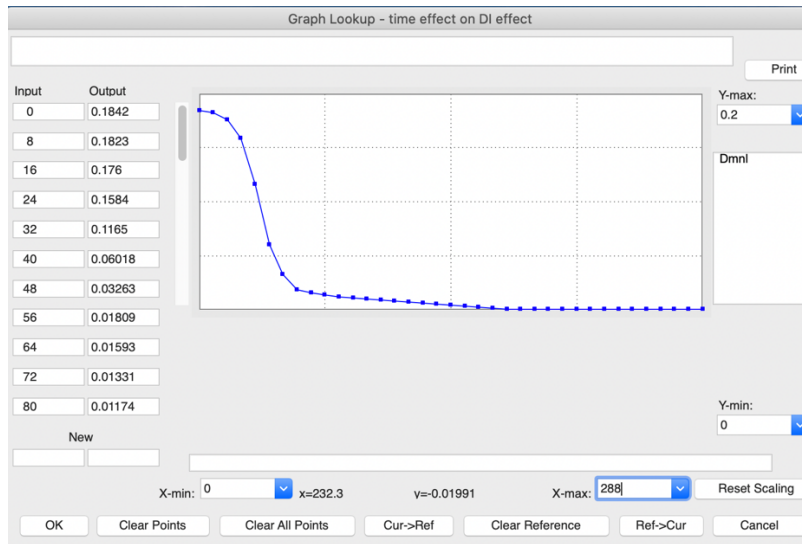 Graph Lookup - time effect on DI effect
Print
Input Output
0 0.1842
8 0.1823
16 0.176
24 0.1584
32 0.1165
40 0.06018
48 0.03263
56 0.01809
64 0.01593
72 0.01331
80 0.01174
New
Y-max:
0.2
Dmnl
Y-min:
0
X-min: 0 x=232.3 y=-0.01991 X-max: 288 Reset Scaling
OK Clear Points Clear All Points Cur->Ref Clear Reference Ref->Cur Cancel